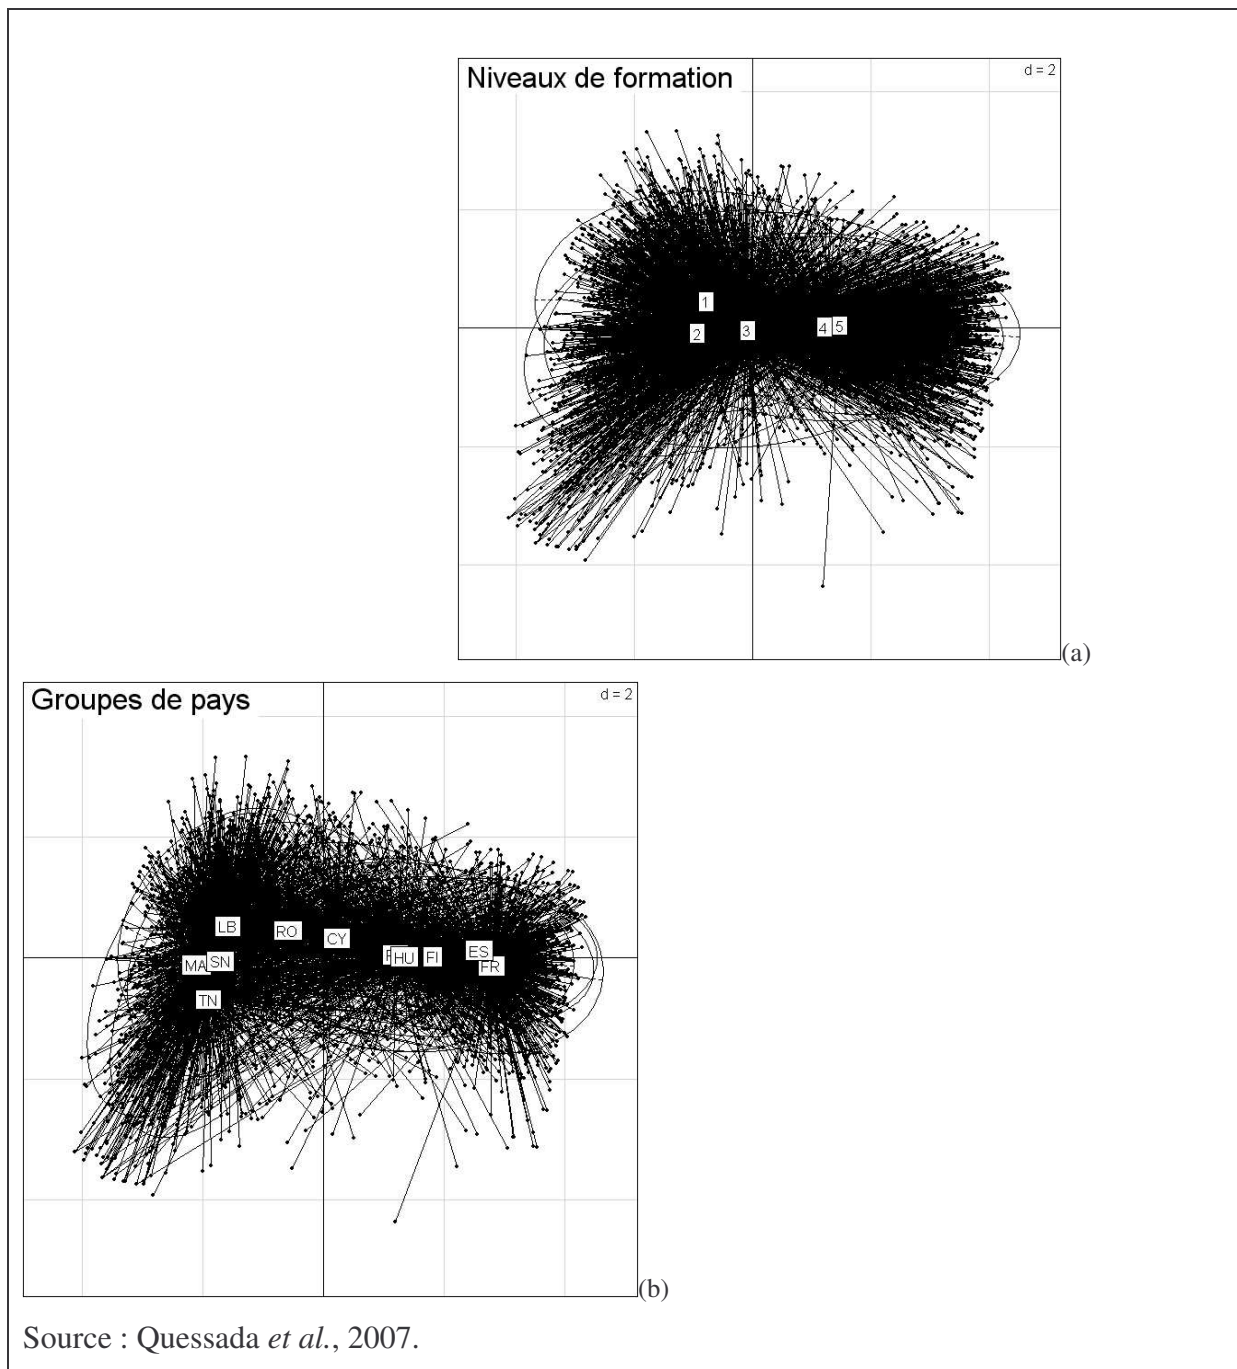 Niveaux de formation
d = 2
1
2
3
4
5
(a)
Groupes de pays
d = 2
LB
RO
CY
HU
FI
ES
FR
MA
SN
TN
(b)
Source : Quessada et al., 2007.